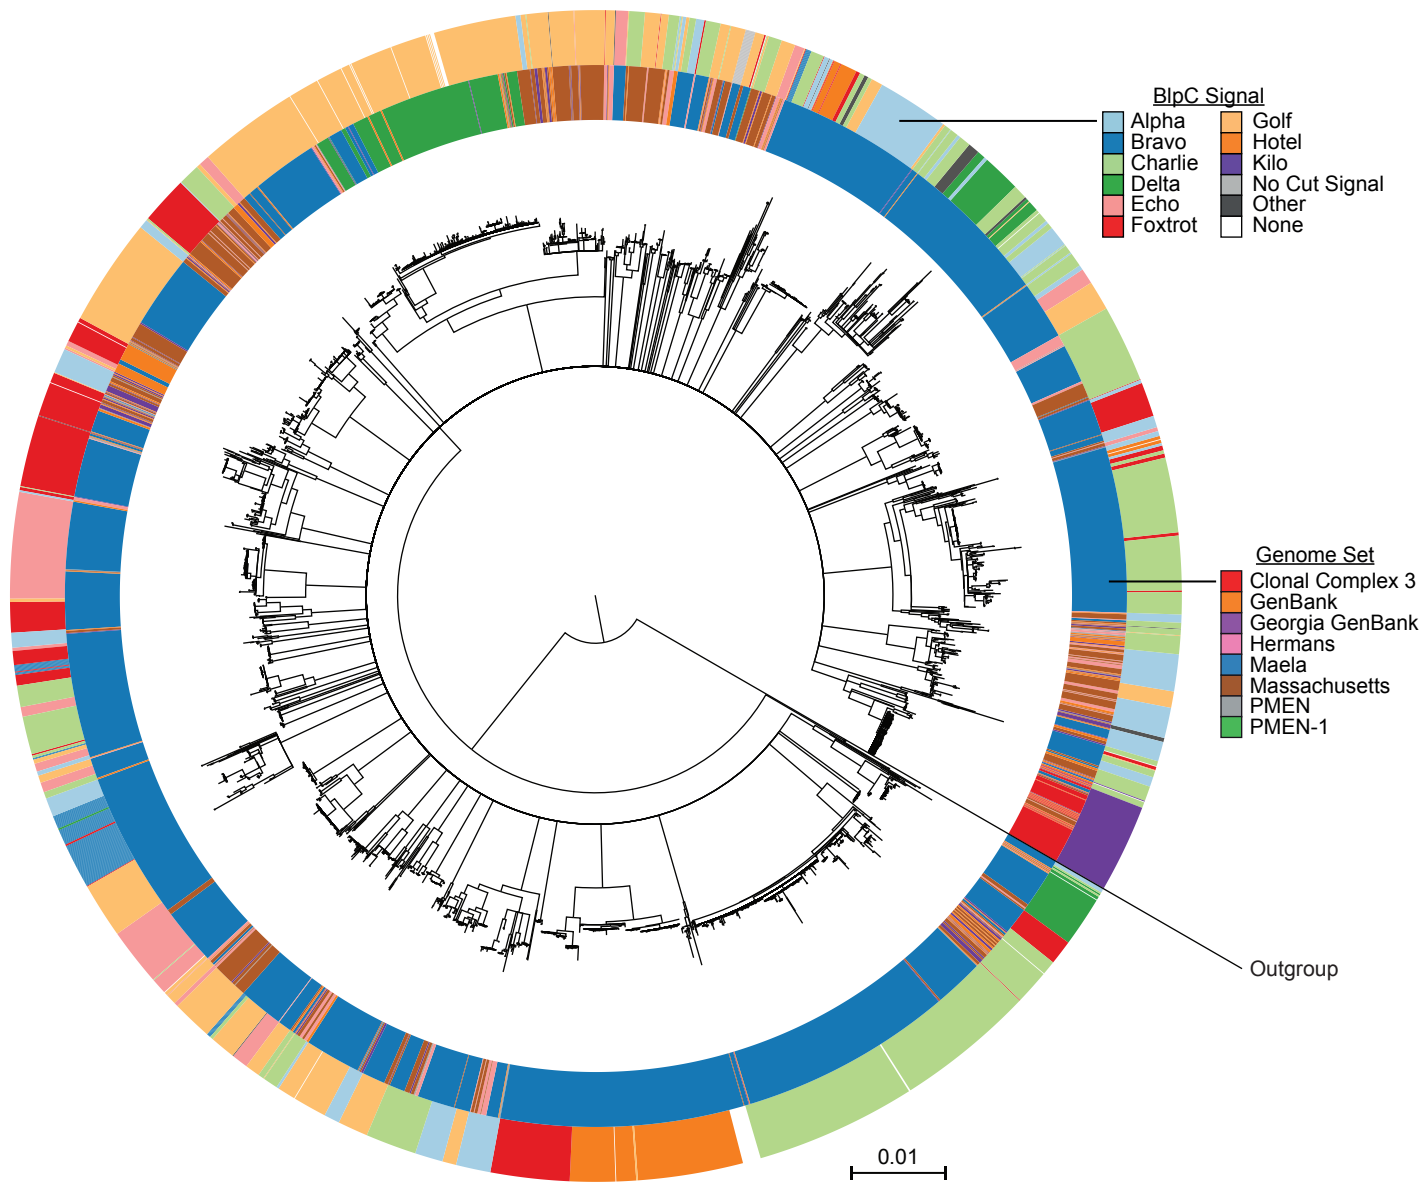 BlpC Signal
Alpha
Bravo
Charlie
Delta
Echo
Foxtrot
Golf
Hotel
Kilo
No Cut Signal
Other
None
Genome Set
Clonal Complex 3
GenBank
Georgia GenBank
Hermans
Maela
Massachusetts
PMEN
PMEN-1
Outgroup
0.01